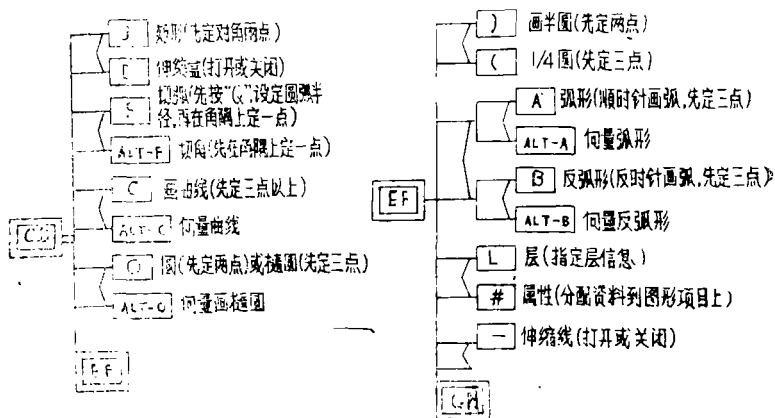 矩形(先定对角两点)
伸缩盒(打开或关闭)
S 切弧(先按"Q",设定圆弧半
径,再在角隅上定一点)
ALT-F 切角(先在角隅上定一点)
C 画曲线(先定三点以上)
ALT-C 向量曲线
O 圆(先定两点)或椭圆(先定三点)
ALT-O 向量画椭圆
EF
) 画半圆(先定两点)
( 1/4圆(先定三点)
A 弧形(顺时针画弧,先定三点)
ALT-A 向量弧形
EF
B 反弧形(反时针画弧,先定三点)
ALT-B 向量反弧形
L 层(指定层信息)
# 属性(分配资料到图形项目上)
一 伸缩线(打开或关闭)
GH